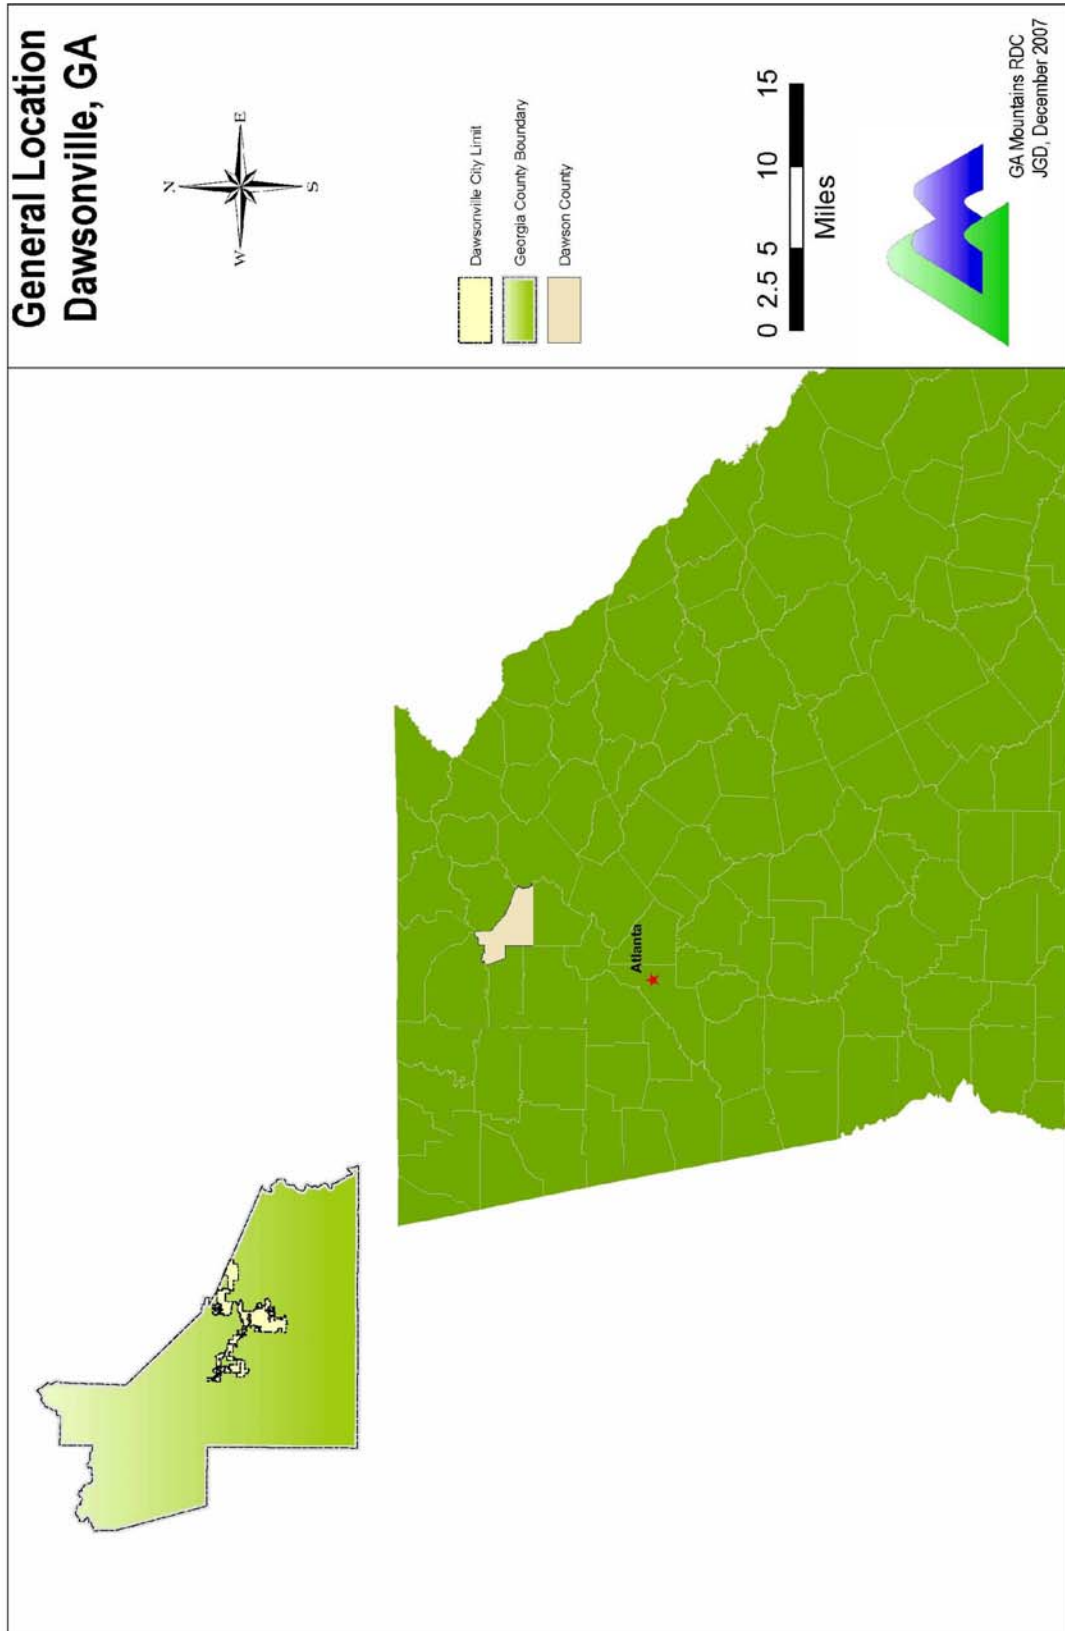 General Location
Dawsonville, GA
N
W
E
S
Dawsonville City Limit
Georgia County Boundary
Dawson County
0 2.5 5 10 15
Miles
GA Mountains RDC
JGD, December 2007
Atlanta